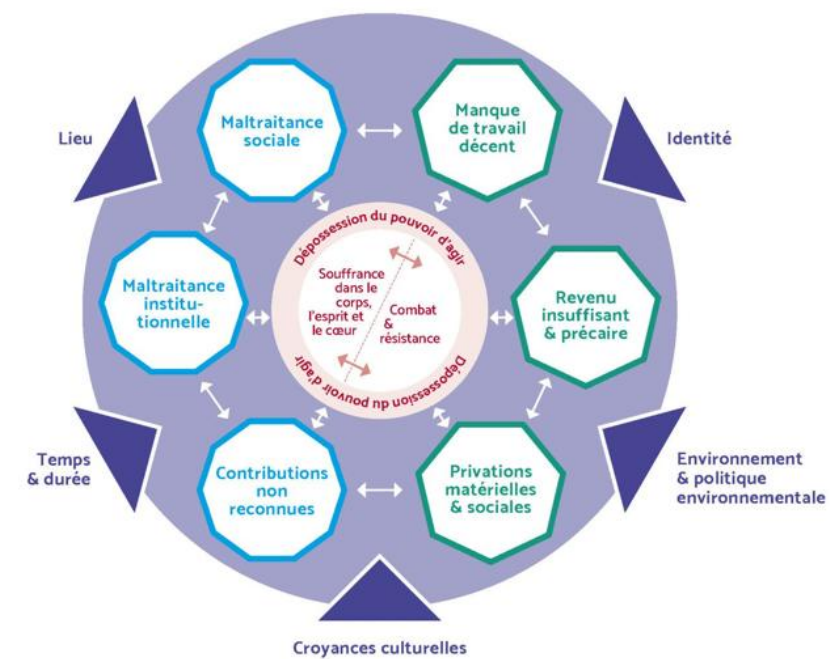 Maltraitance
sociale
Manque
de travail
décent
Lieu
Identité
Dépossession du pouvoir d'agir
Maltraitance
institu-
tionnelle
Souffrance
dans le
corps,
l'esprit et
le cœur
Combat
&
résistance
Revenu
insuffisant
& précaire
Dépossession du pouvoir d'agir
Temps
& durée
Contributions
non
reconnues
Privations
matérielles
& sociales
Environnement
& politique
environnementale
Croyances culturelles